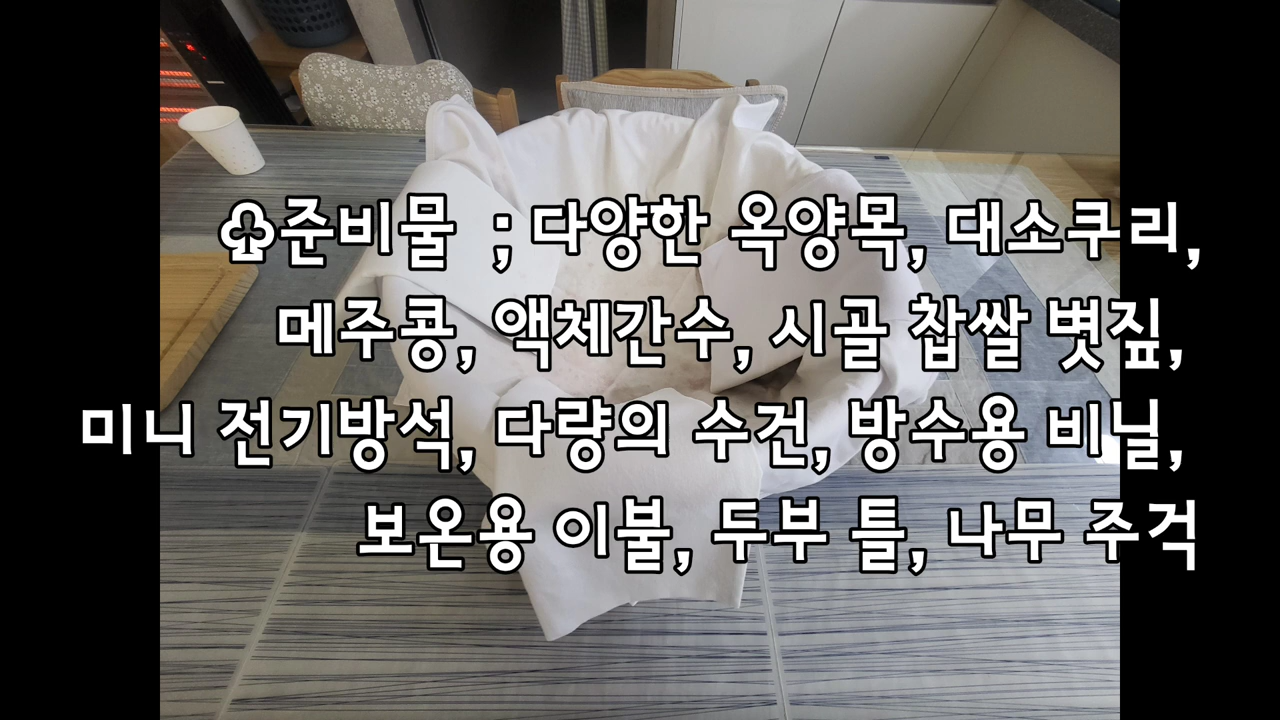 ♧준비물 ; 다양한 옥양목, 대소쿠리,
메주콩, 액체간수, 시골 찹쌀 볏짚,
미니 전기방석, 다량의 수건, 방수용 비닐,
보온용 이불, 두부 틀, 나무 주걱